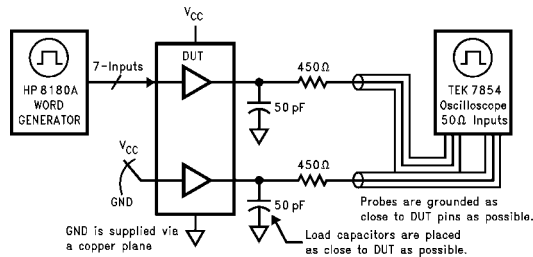 V_CC
DUT
7-Inputs
HP 8180A
WORD
GENERATOR
450Ω
50 pF
TEK 7854
Oscilloscope
50Ω Inputs
V_CC
GND
450Ω
50 pF
GND is supplied via
a copper plane
Probes are grounded as
close to DUT pins as possible.
Load capacitors are placed
as close to DUT as possible.